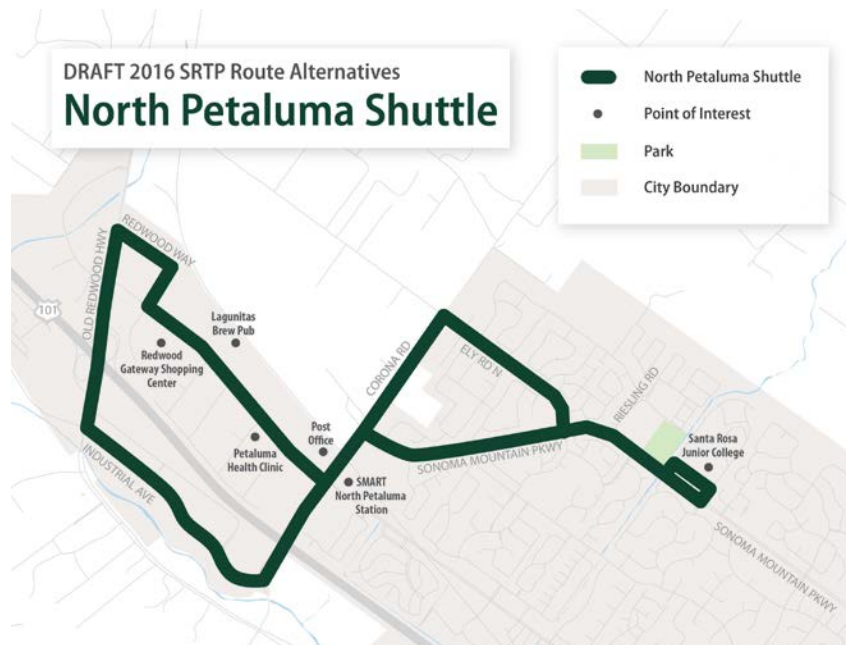 DRAFT 2016 SRTP Route Alternatives
North Petaluma Shuttle
North Petaluma Shuttle
Point of Interest
Park
City Boundary
REDWOOD WAY
OLD REDWOOD HWY
101
Lagunitas
Brew Pub
Redwood
Gateway Shopping
Center
CORONA RD
ELY RD N
RIESLING RD
Post
Office
Petaluma
Health Clinic
SMART
North Petaluma
Station
SONOMA MOUNTAIN PKWY
Santa Rosa
Junior College
INDUSTRIAL AVE
SONOMA MOUNTAIN PKWY